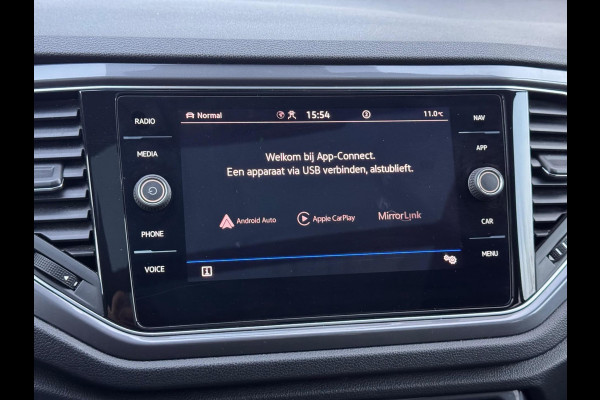 RADIO
Normal
15:54
11.0°C
NAV
MEDIA
APP
Welkom bij App-Connect.
Een apparaat via USB verbinden, alstublieft.
Android Auto
Apple CarPlay
MirrorLink
PHONE
CAR
VOICE
MENU